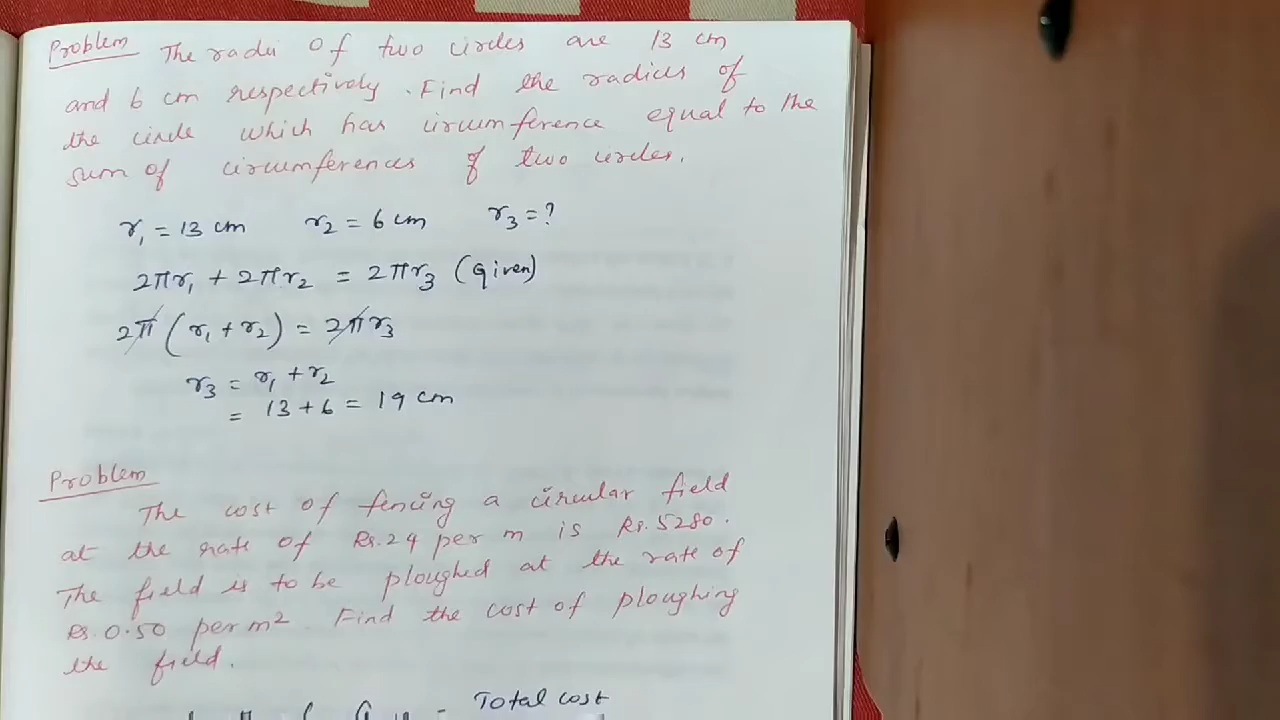 Problem The radii of two circles are 13 cm
and 6 cm respectively. Find the radius of
the circle which has circumference equal to the
sum of circumferences of two circles.
r₁ = 13 cm r₂ = 6 cm r₃ = ?
2πr₁ + 2πr₂ = 2πr₃ (Given)
2π(r₁ + r₂) = 2πr₃
r₃ = r₁ + r₂
= 13 + 6 = 19 cm
Problem
The cost of fencing a circular field
at the rate of Rs. 24 per m is Rs. 5280.
The field is to be ploughed at the rate of
Rs. 0.50 per m². Find the cost of ploughing
the field.
= Total cost